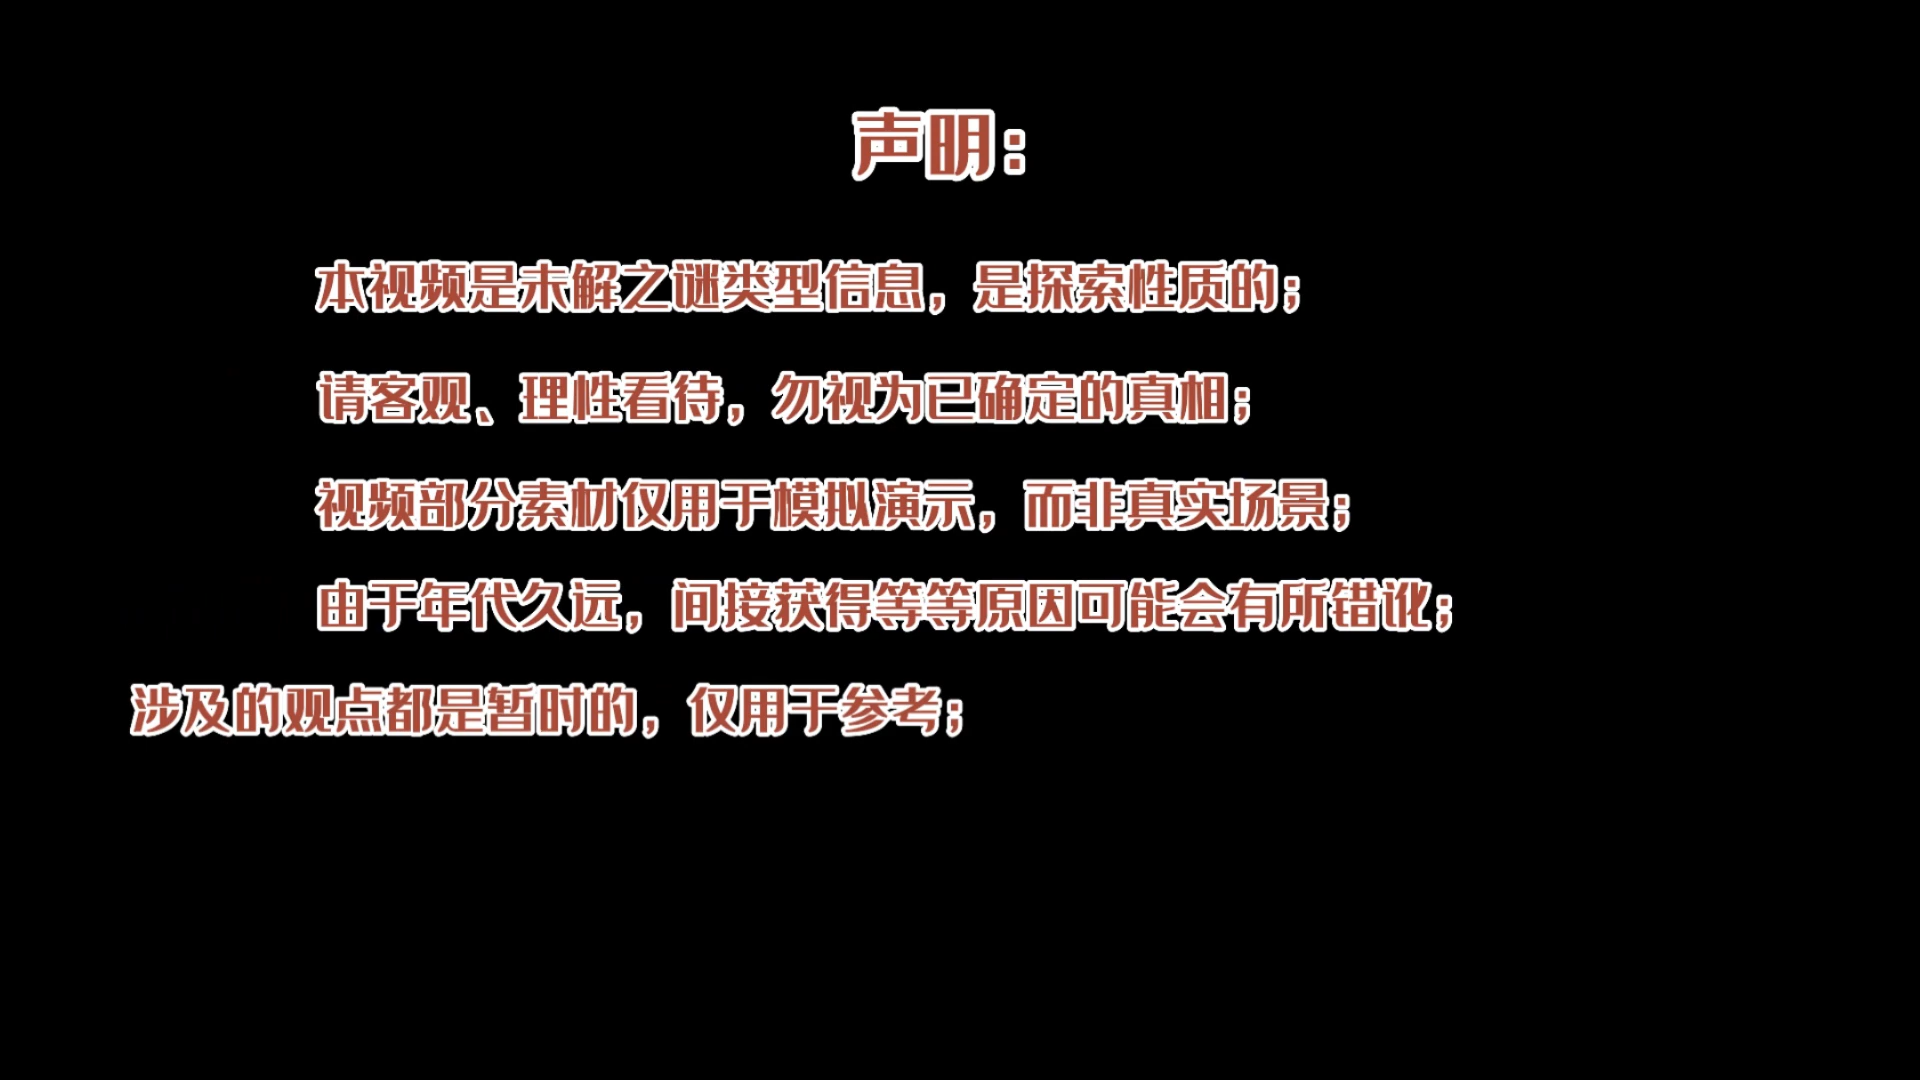 声明：
本视频是未解之谜类型信息，是探索性质的；
请客观、理性看待，勿视为已确定的真相；
视频部分素材仅用于模拟演示，而非真实场景；
由于年代久远，间接获得等等原因可能会有所错讹；
涉及的观点都是暂时的，仅用于参考；